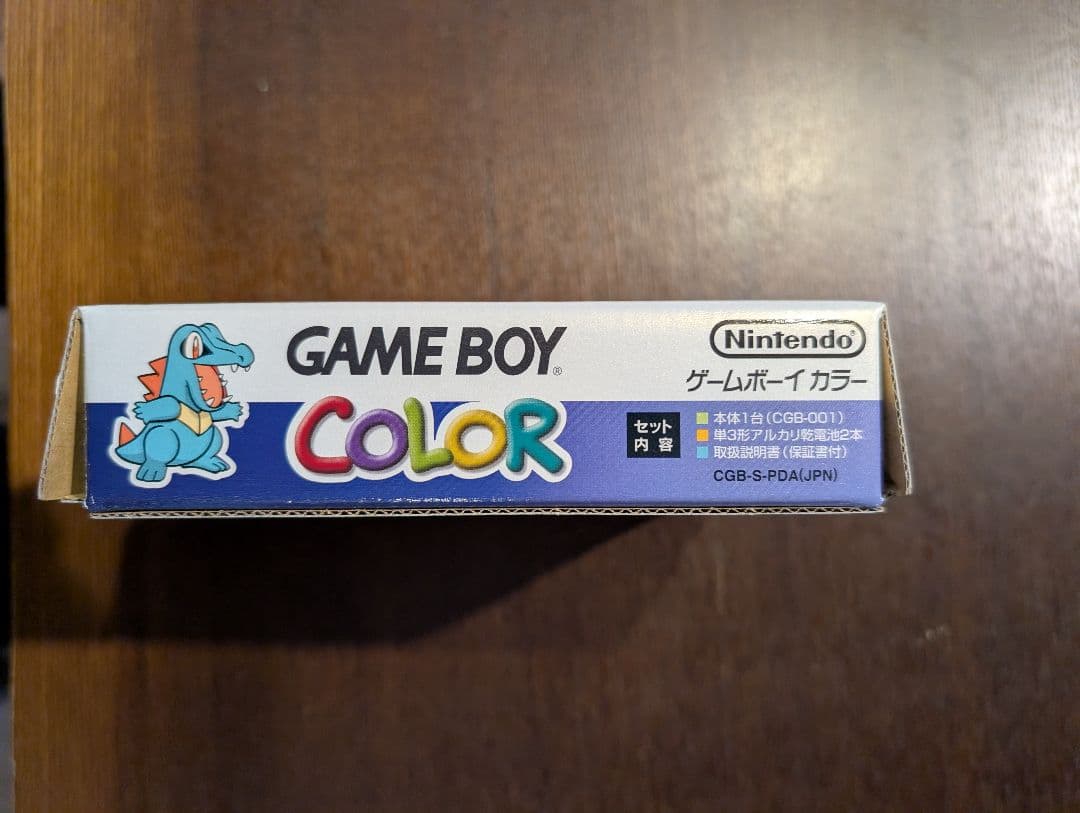 GAME BOY®
COLOR
Nintendo®
ゲームボーイ カラー
セット
内容
本体1台(CGB-001)
単3形アルカリ乾電池2本
取扱説明書(保証書付)
CGB-S-PDA(JPN)